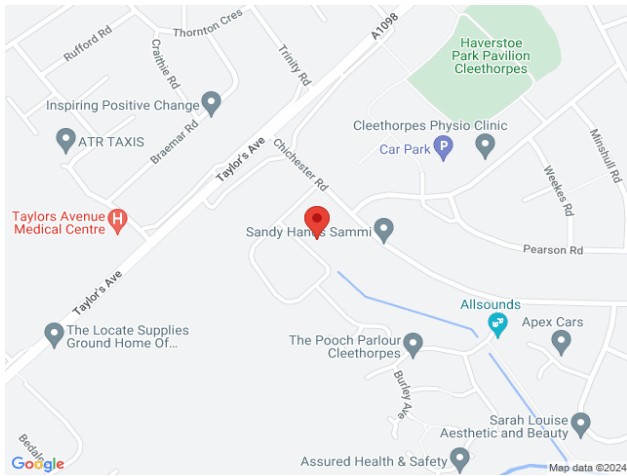 Thornton Cres
Rufford Rd
Craithie Rd
Trinity Rd
A1098
Haverstoe
Park Pavilion
Cleethorpes
Inspiring Positive Change
Cleethorpes Physio Clinic
Car Park
P
ATR TAXIS
Braemar Rd
Taylor's Ave
Chichester Rd
Minshull Rd
Weekes Rd
Taylors Avenue
Medical Centre
H
Sandy Hands Sammi
Pearson Rd
Taylor's Ave
Allsounds
The Locate Supplies
Ground Home Of...
Apex Cars
The Pooch Parlour
Cleethorpes
Burley Ave
Sarah Louise
Aesthetic and Beauty
Assured Health & Safety
Google
Map data ©2024